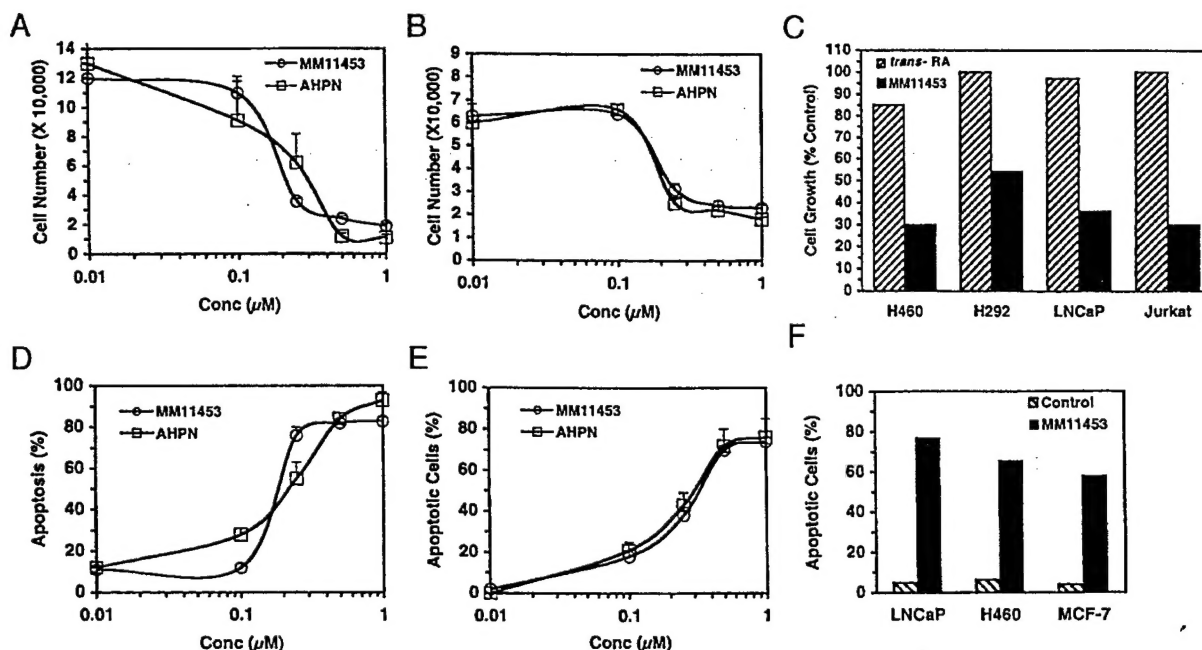 A
Cell Number (X 10,000)
14
12
10
8
6
4
2
0
0.01
0.1
1
Conc (µM)
MM11453
AHPN
B
Cell Number (X10,000)
9
8
7
6
5
4
3
2
1
0
0.01
0.1
1
Conc (µM)
MM11453
AHPN
C
Cell Growth (% Control)
100
90
80
70
60
50
40
30
20
10
0
trans- RA
MM11453
H460
H292
LNCaP
Jurkat
D
Apoptosis (%)
100
80
60
40
20
0
0.01
0.1
1
Conc (µM)
MM11453
AHPN
E
Apoptotic Cells (%)
100
80
60
40
20
0
0.01
0.1
1
Conc (µM)
MM11453
AHPN
F
Apoptotic Cells (%)
100
80
60
40
20
0
Control
MM11453
LNCaP
H460
MCF-7